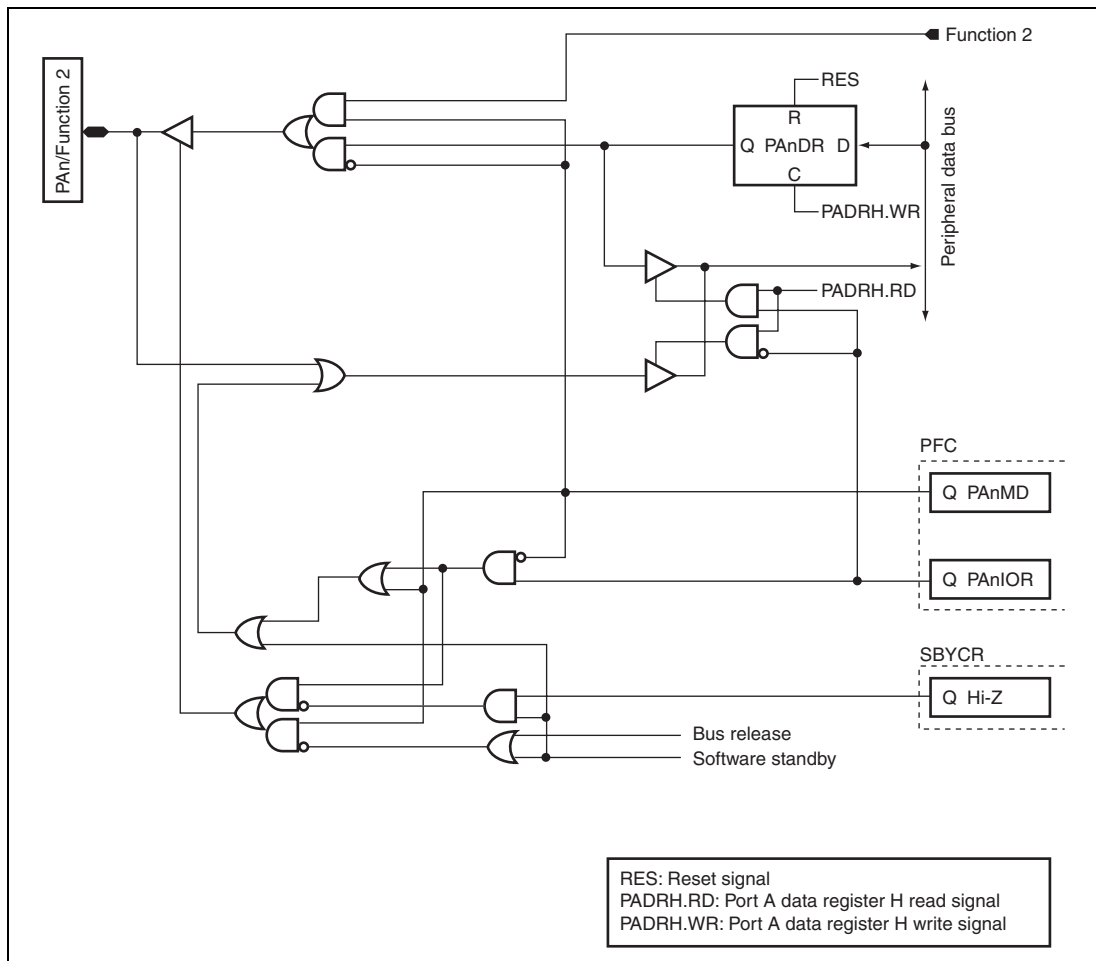 Function 2
PAn/Function 2
RES
R
Q PAnDR D
C
PADRH.WR
Peripheral data bus
PADRH.RD
PFC
Q PAnMD
Q PAnIOR
SBYCR
Q Hi-Z
Bus release
Software standby
RES: Reset signal
PADRH.RD: Port A data register H read signal
PADRH.WR: Port A data register H write signal